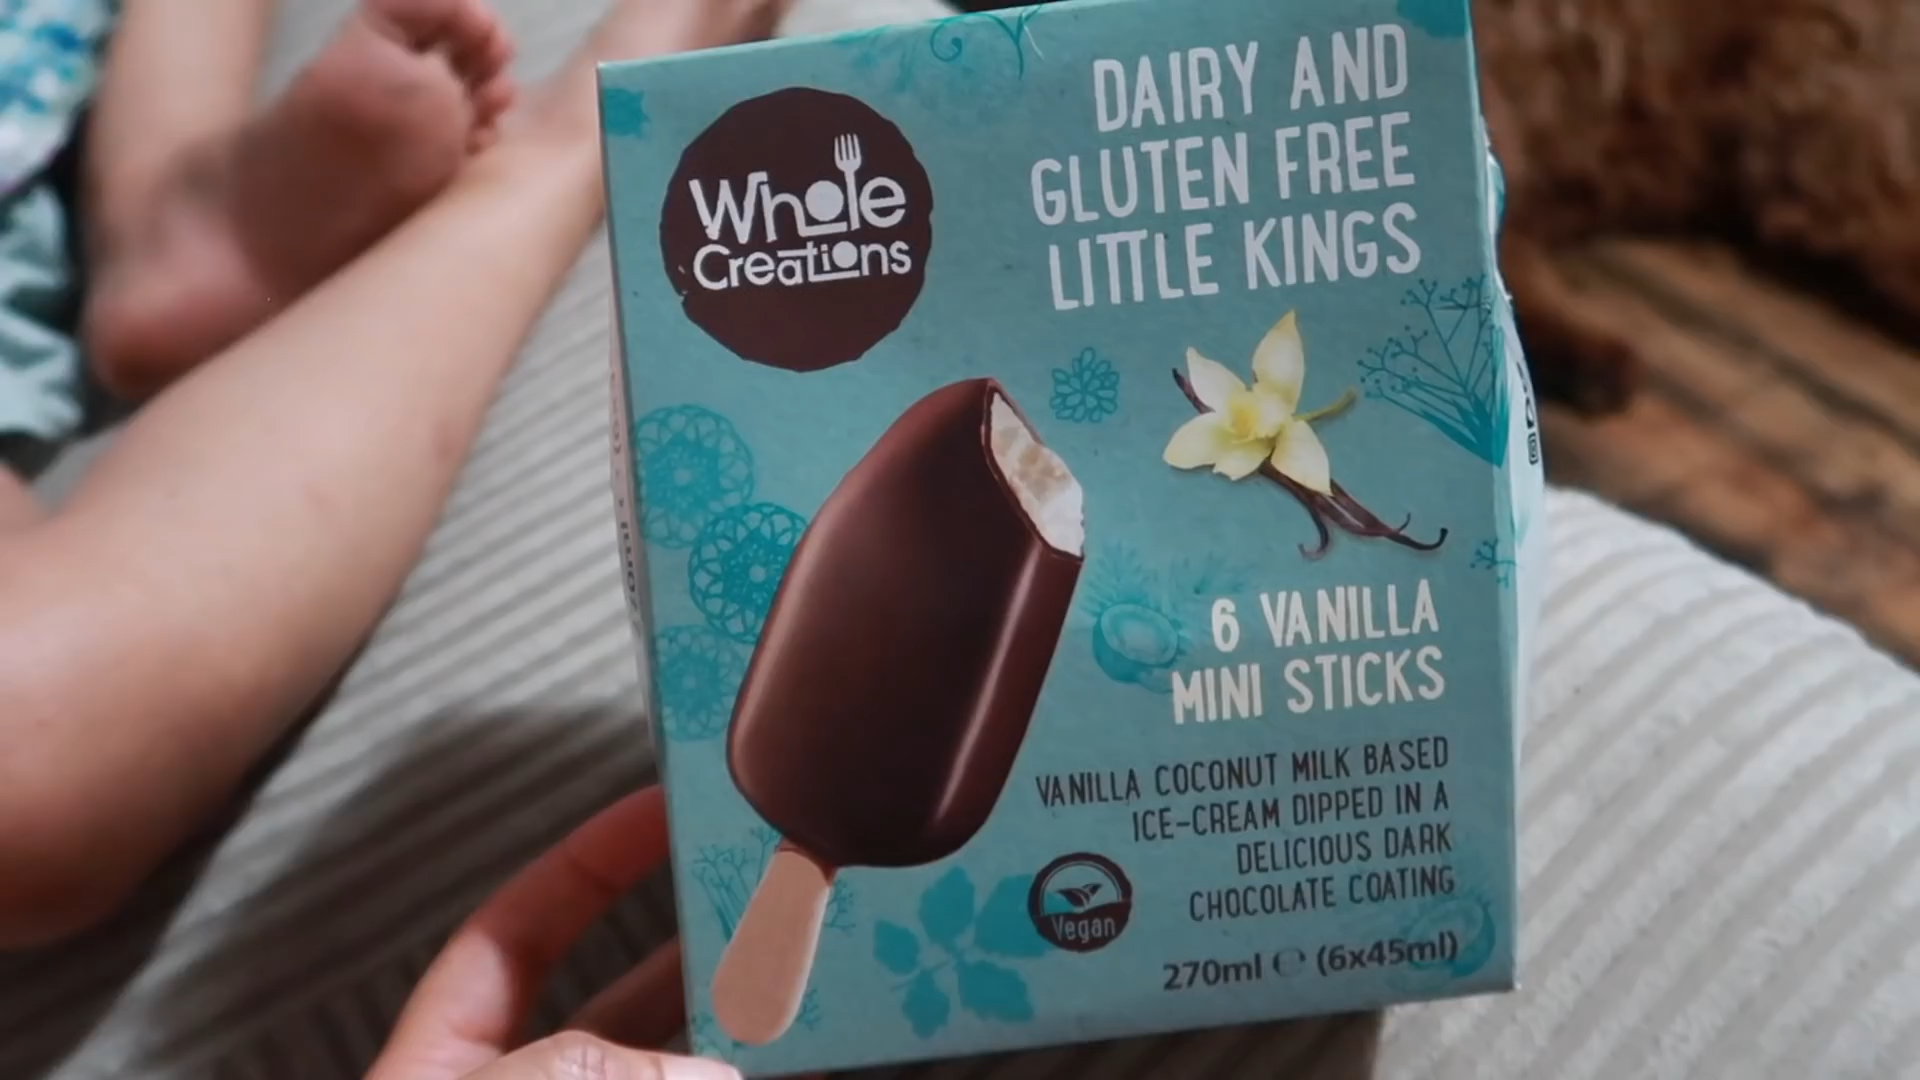 Whole
Creations
DAIRY AND
GLUTEN FREE
LITTLE KINGS
6 VANILLA
MINI STICKS
VANILLA COCONUT MILK BASED
ICE-CREAM DIPPED IN A
DELICIOUS DARK
CHOCOLATE COATING
Vegan
270ml ℮ (6x45ml)